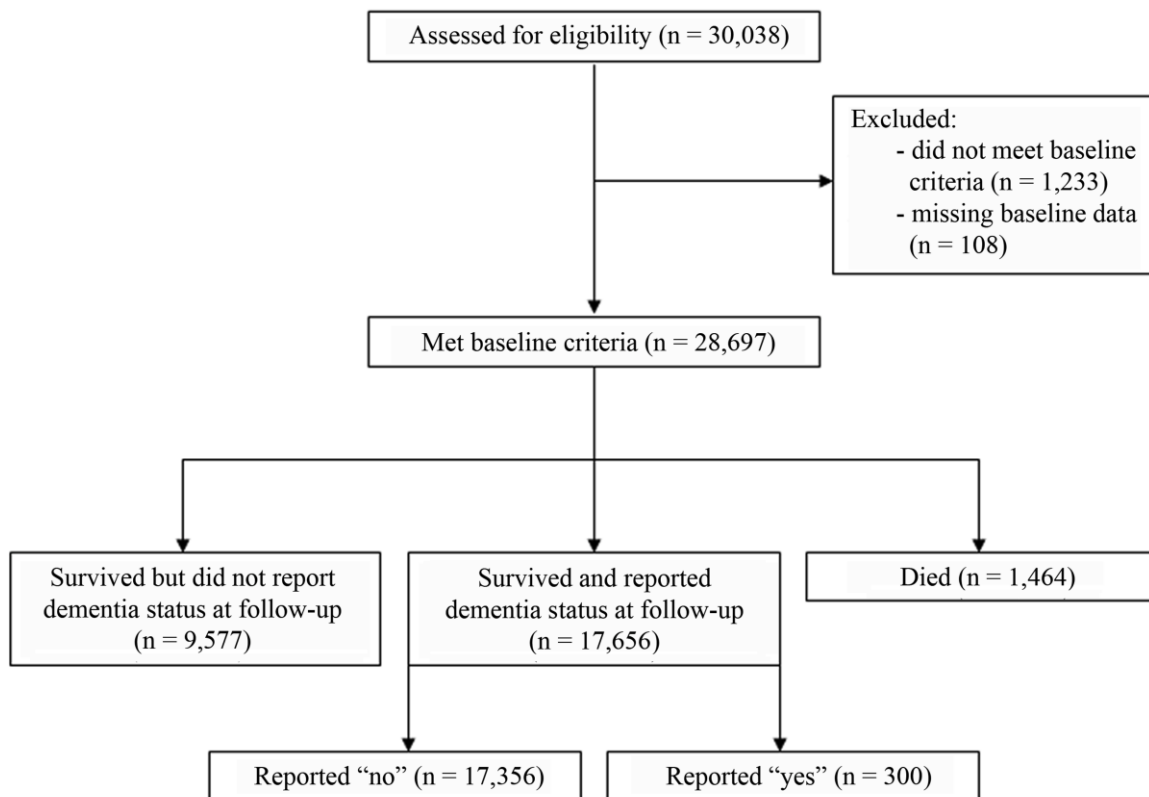 Assessed for eligibility (n = 30,038)
Excluded:
- did not meet baseline
criteria (n = 1,233)
- missing baseline data
(n = 108)
Met baseline criteria (n = 28,697)
Survived but did not report
dementia status at follow-up
(n = 9,577)
Survived and reported
dementia status at follow-up
(n = 17,656)
Died (n = 1,464)
Reported “no” (n = 17,356)
Reported “yes” (n = 300)